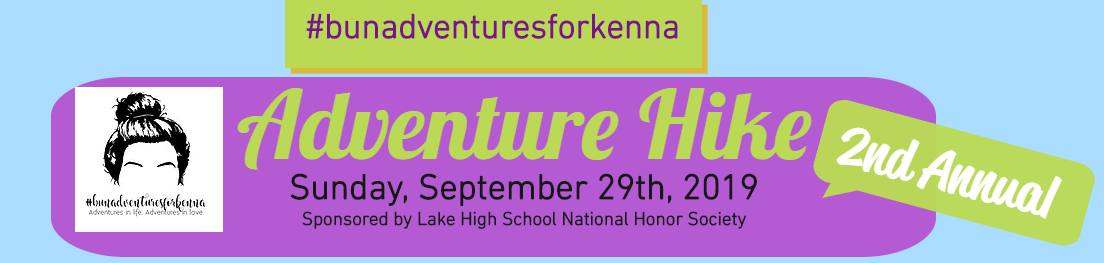 #bunadventuresforkenna
Adventure Hike
2nd Annual
Sunday, September 29th, 2019
Sponsored by Lake High School National Honor Society
#bunadventuresforkenna
Adventures in life. Adventures in love.